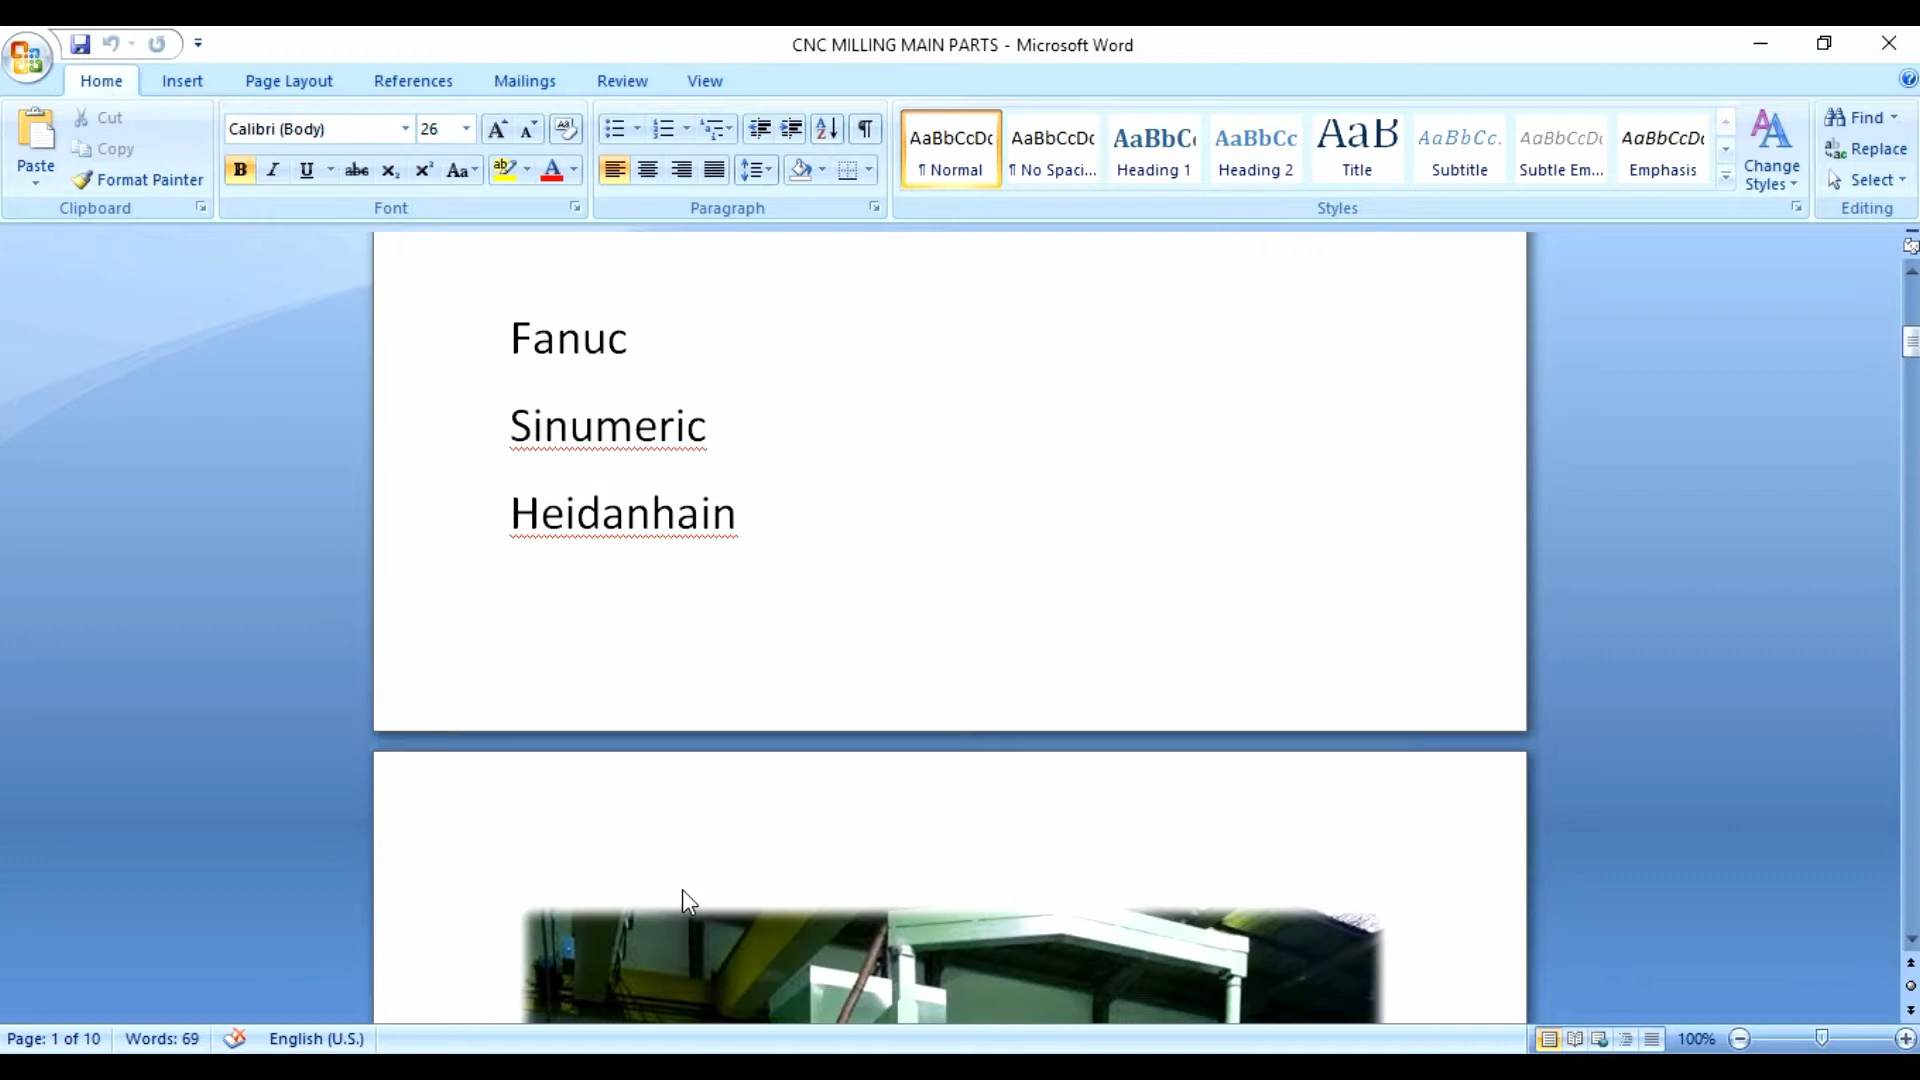 CNC MILLING MAIN PARTS - Microsoft Word
Home Insert Page Layout References Mailings Review View
Paste
Cut
Copy
Format Painter
Clipboard
Calibri (Body) 26
Font
Paragraph
AaBbCcDc AaBbCcDc AaBbCc AaBbCc AaB AaBbCc. AaBbCcDc AaBbCcDc
¶ Normal ¶ No Spaci... Heading 1 Heading 2 Title Subtitle Subtle Em... Emphasis
Change
Styles
Styles
Find
Replace
Select
Editing
Fanuc
Sinumeric
Heidanhain
Page: 1 of 10 Words: 69 English (U.S.) 100%